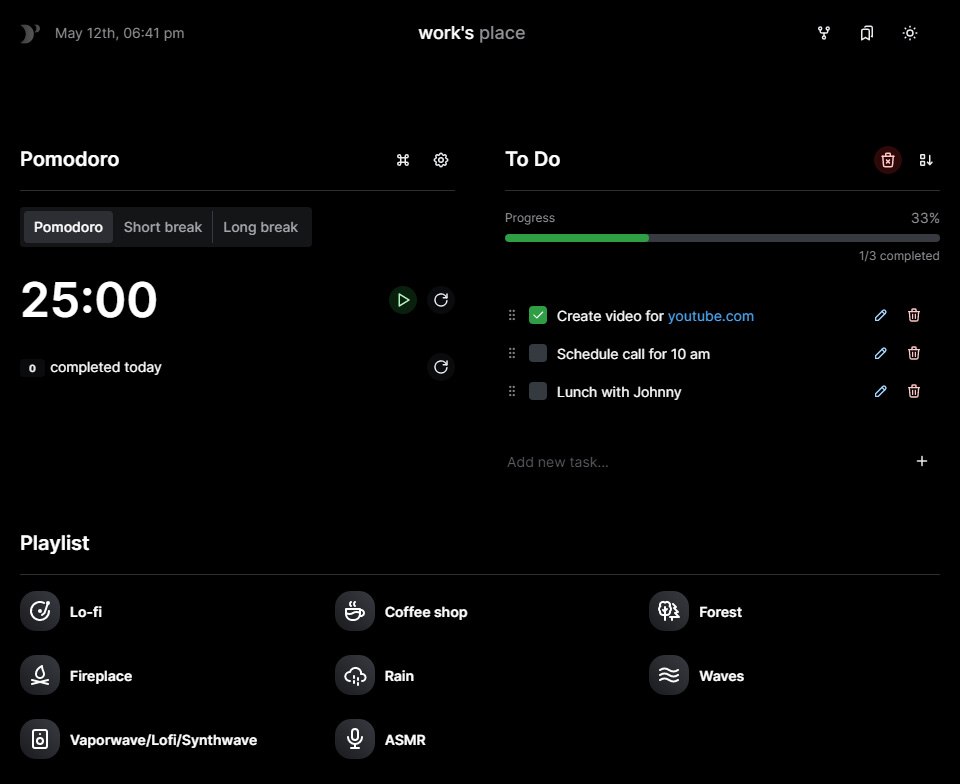 May 12th, 06:41 pm
work's place
Pomodoro
Pomodoro Short break Long break
25:00
0 completed today
To Do
Progress 33%
1/3 completed
Create video for youtube.com
Schedule call for 10 am
Lunch with Johnny
Add new task...
Playlist
Lo-fi Coffee shop Forest
Fireplace Rain Waves
Vaporwave/Lofi/Synthwave ASMR